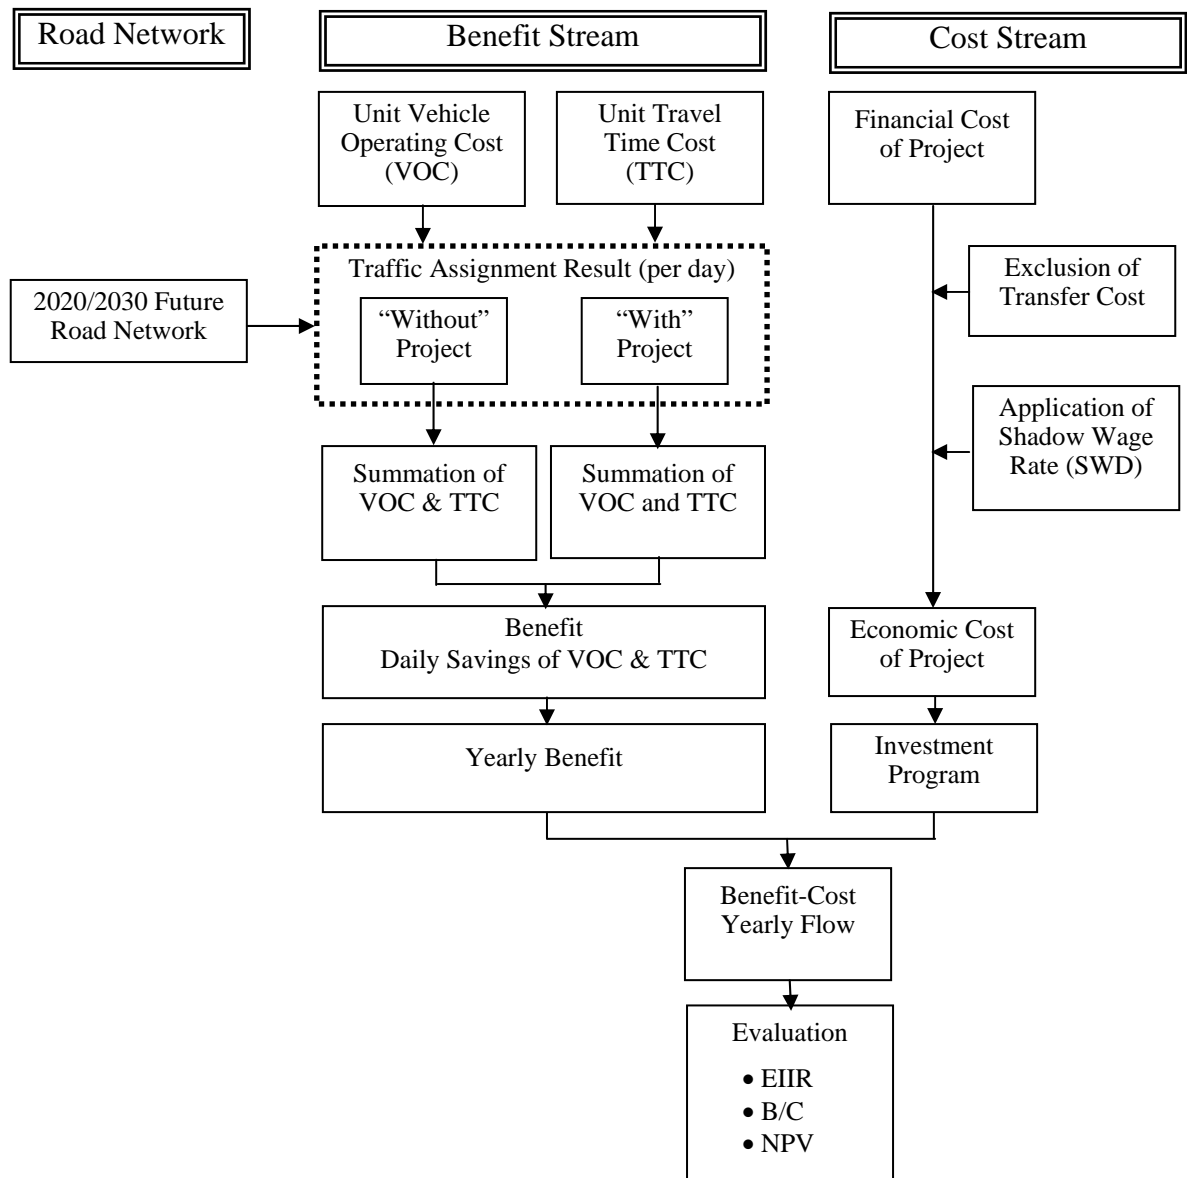 Road Network
Benefit Stream
Cost Stream
Unit Vehicle
Operating Cost
(VOC)
Unit Travel
Time Cost
(TTC)
Financial Cost
of Project
Traffic Assignment Result (per day)
Exclusion of
Transfer Cost
2020/2030 Future
Road Network
“Without”
Project
“With”
Project
Application of
Shadow Wage
Rate (SWD)
Summation of
VOC & TTC
Summation of
VOC and TTC
Benefit
Daily Savings of VOC & TTC
Economic Cost
of Project
Yearly Benefit
Investment
Program
Benefit-Cost
Yearly Flow
Evaluation
• EIIR
• B/C
• NPV